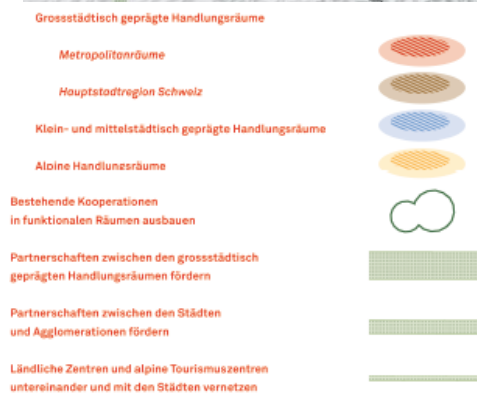 Grossstädtisch geprägte Handlungsräume
Metropolitanräume
Hauptstadtregion Schweiz
Klein- und mittelstädtisch geprägte Handlungsräume
Alpine Handlungsräume
Bestehende Kooperationen
in funktionalen Räumen ausbauen
Partnerschaften zwischen den grossstädtisch
geprägten Handlungsräumen fördern
Partnerschaften zwischen den Städten
und Agglomerationen fördern
Ländliche Zentren und alpine Tourismuszentren
untereinander und mit den Städten vernetzen